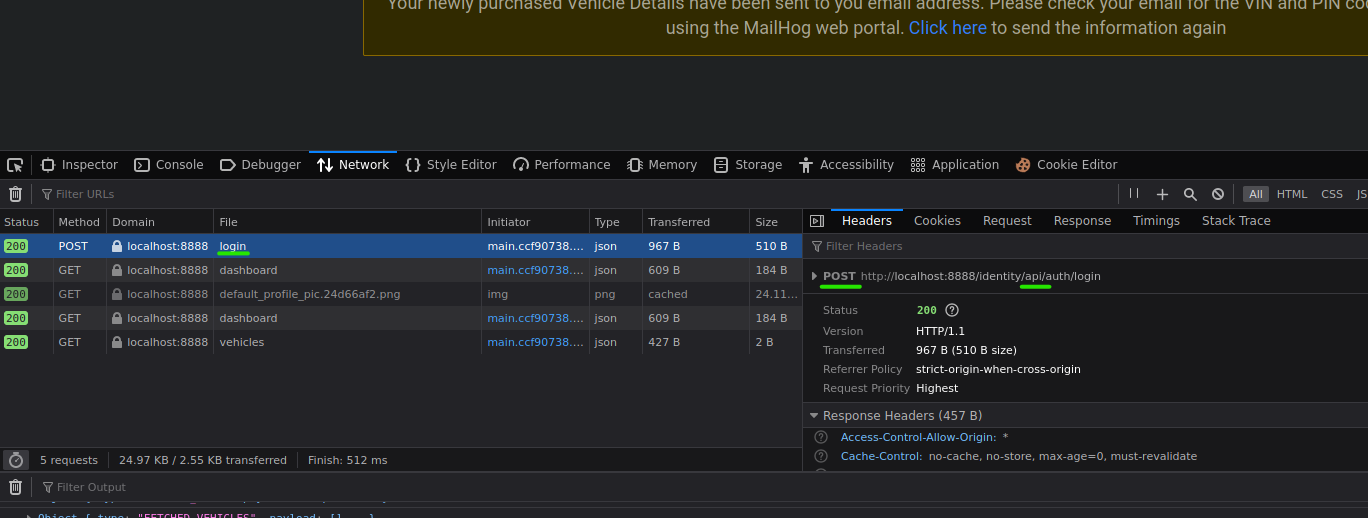 Your newly purchased Vehicle Details have been sent to you email address. Please check your email for the VIN and PIN
using the MailHog web portal. Click here to send the information again
Inspector Console Debugger Network Style Editor Performance Memory Storage Accessibility Application Cookie Editor
Filter URLs
All HTML CSS JS
Status Method Domain File Initiator Type Transferred Size
200 POST localhost:8888 login main.ccf90738.... json 967 B 510 B
200 GET localhost:8888 dashboard main.ccf90738.... json 609 B 184 B
200 GET localhost:8888 default_profile_pic.24d66af2.png img png cached 24.11...
200 GET localhost:8888 dashboard main.ccf90738.... json 609 B 184 B
200 GET localhost:8888 vehicles main.ccf90738.... json 427 B 2 B
5 requests 24.97 KB / 2.55 KB transferred Finish: 512 ms
Headers Cookies Request Response Timings Stack Trace
Filter Headers
POST http://localhost:8888/identity/api/auth/login
Status 200
Version HTTP/1.1
Transferred 967 B (510 B size)
Referrer Policy strict-origin-when-cross-origin
Request Priority Highest
Response Headers (457 B)
Access-Control-Allow-Origin: *
Cache-Control: no-cache, no-store, max-age=0, must-revalidate
Filter Output
Object { type: "FETCHED_VEHICLES", payload: []